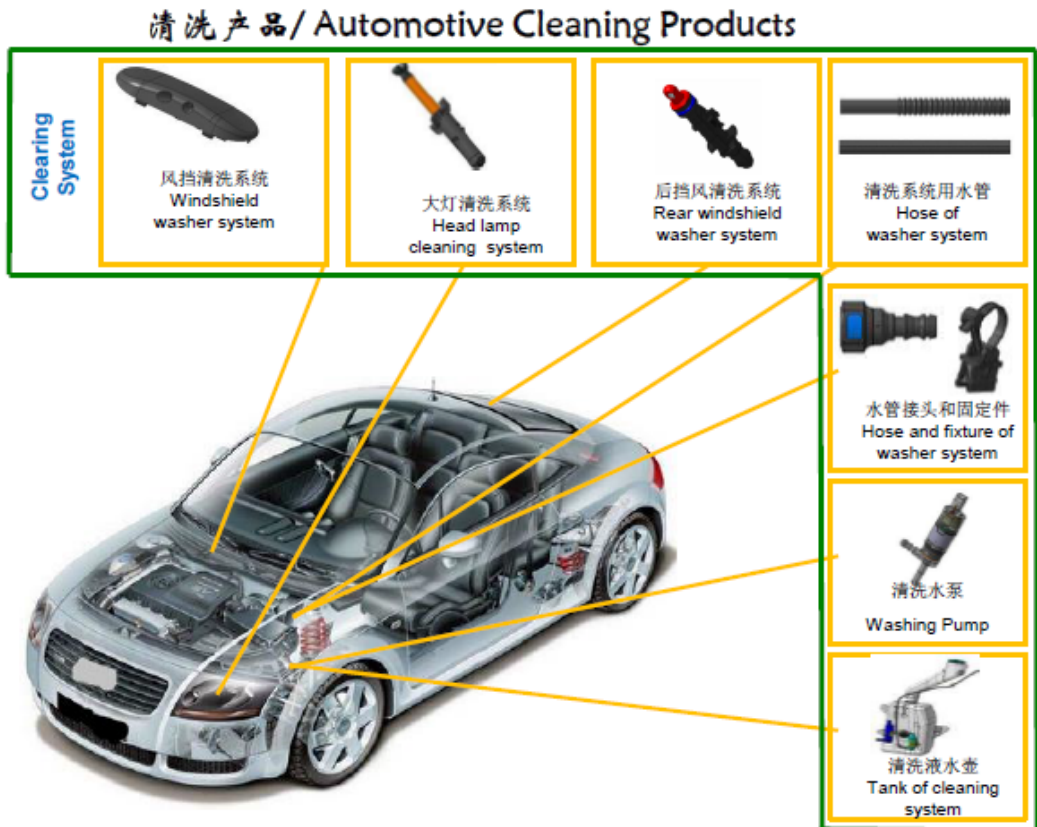 清洗产品/ Automotive Cleaning Products
Clearing
System
风挡清洗系统
Windshield
washer system
大灯清洗系统
Head lamp
cleaning system
后挡风清洗系统
Rear windshield
washer system
清洗系统用水管
Hose of
washer system
水管接头和固定件
Hose and fixture of
washer system
清洗水泵
Washing Pump
清洗液水壶
Tank of cleaning
system